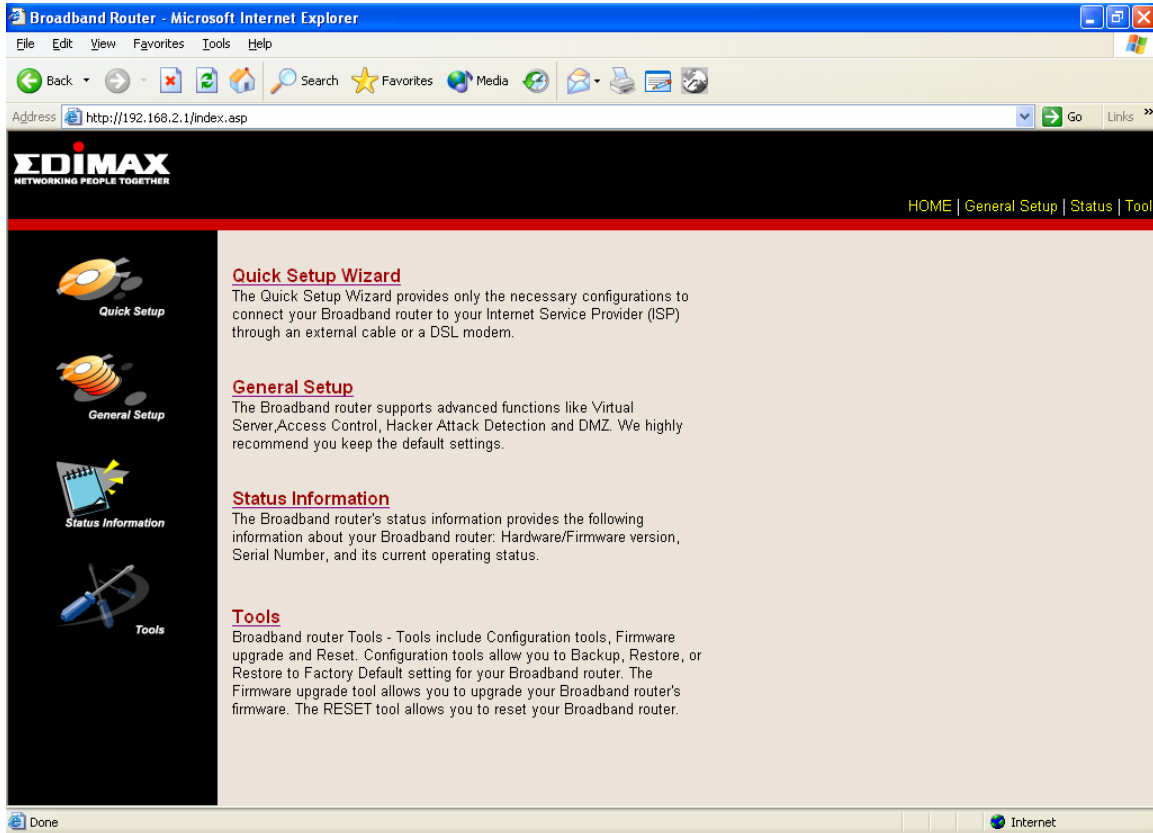 Broadband Router - Microsoft Internet Explorer
File Edit View Favorites Tools Help
Back Search Favorites Media
Address http://192.168.2.1/index.asp Go Links »
EDIMAX
NETWORKING PEOPLE TOGETHER
HOME | General Setup | Status | Tool
Quick Setup
General Setup
Status Information
Tools
Quick Setup Wizard
The Quick Setup Wizard provides only the necessary configurations to
connect your Broadband router to your Internet Service Provider (ISP)
through an external cable or a DSL modem.
General Setup
The Broadband router supports advanced functions like Virtual
Server,Access Control, Hacker Attack Detection and DMZ. We highly
recommend you keep the default settings.
Status Information
The Broadband router's status information provides the following
information about your Broadband router: Hardware/Firmware version,
Serial Number, and its current operating status.
Tools
Broadband router Tools - Tools include Configuration tools, Firmware
upgrade and Reset. Configuration tools allow you to Backup, Restore, or
Restore to Factory Default setting for your Broadband router. The
Firmware upgrade tool allows you to upgrade your Broadband router's
firmware. The RESET tool allows you to reset your Broadband router.
Done Internet